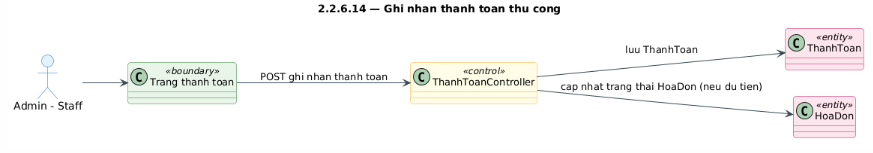 2.2.6.14 — Ghi nhan thanh toan thu cong
Admin - Staff
C «boundary»
Trang thanh toan
POST ghi nhan thanh toan
C «control»
ThanhToanController
luu ThanhToan
cap nhat trang thai HoaDon (neu du tien)
C «entity»
ThanhToan
C «entity»
HoaDon